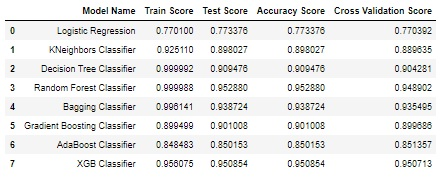 Model Name Train Score Test Score Accuracy Score Cross Validation Score
0 Logistic Regression 0.770100 0.773376 0.773376 0.770392
1 KNeighbors Classifier 0.925110 0.898027 0.898027 0.889635
2 Decision Tree Classifier 0.999992 0.909476 0.909476 0.904281
3 Random Forest Classifier 0.999988 0.952880 0.952880 0.948902
4 Bagging Classifier 0.996141 0.938724 0.938724 0.935495
5 Gradient Boosting Classifier 0.899499 0.901008 0.901008 0.899686
6 AdaBoost Classifier 0.848483 0.850153 0.850153 0.851357
7 XGB Classifier 0.956075 0.950854 0.950854 0.950713